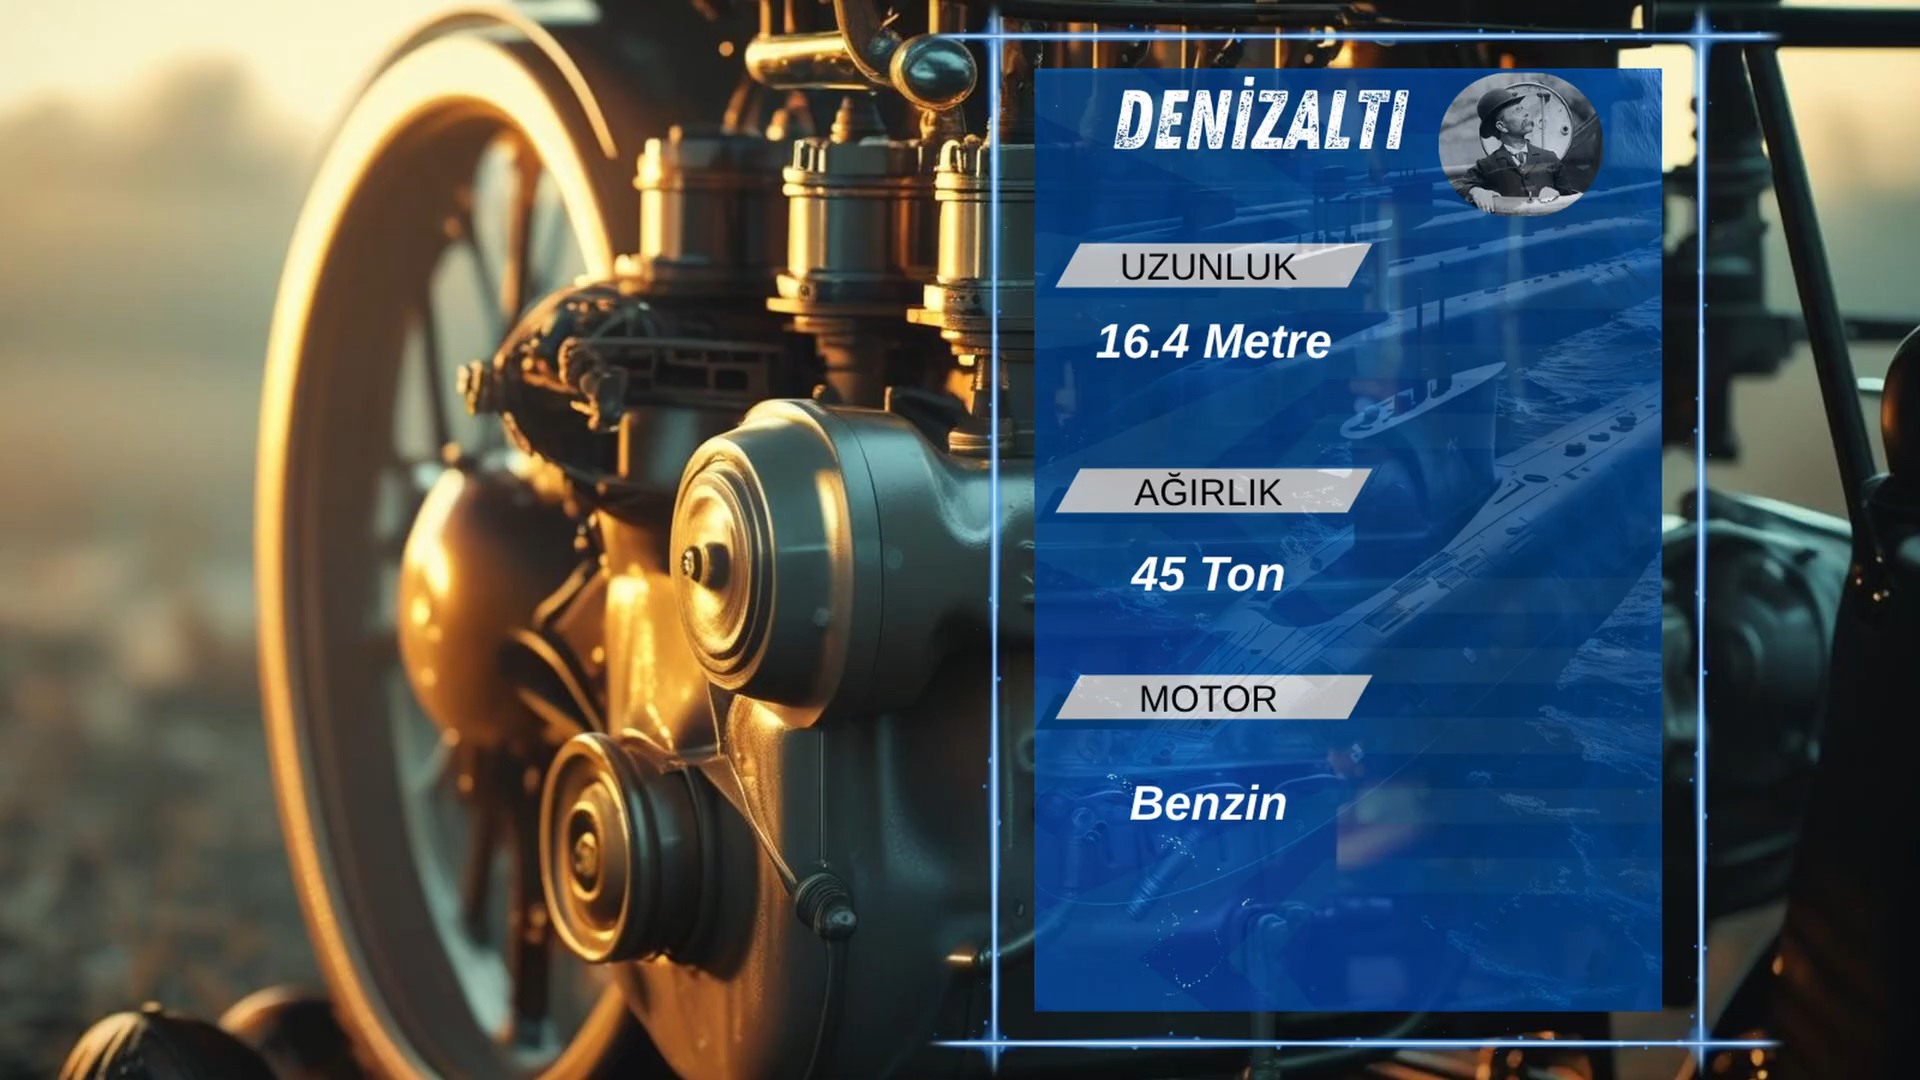 DENİZALTI
UZUNLUK
16.4 Metre
AĞIRLIK
45 Ton
MOTOR
Benzin